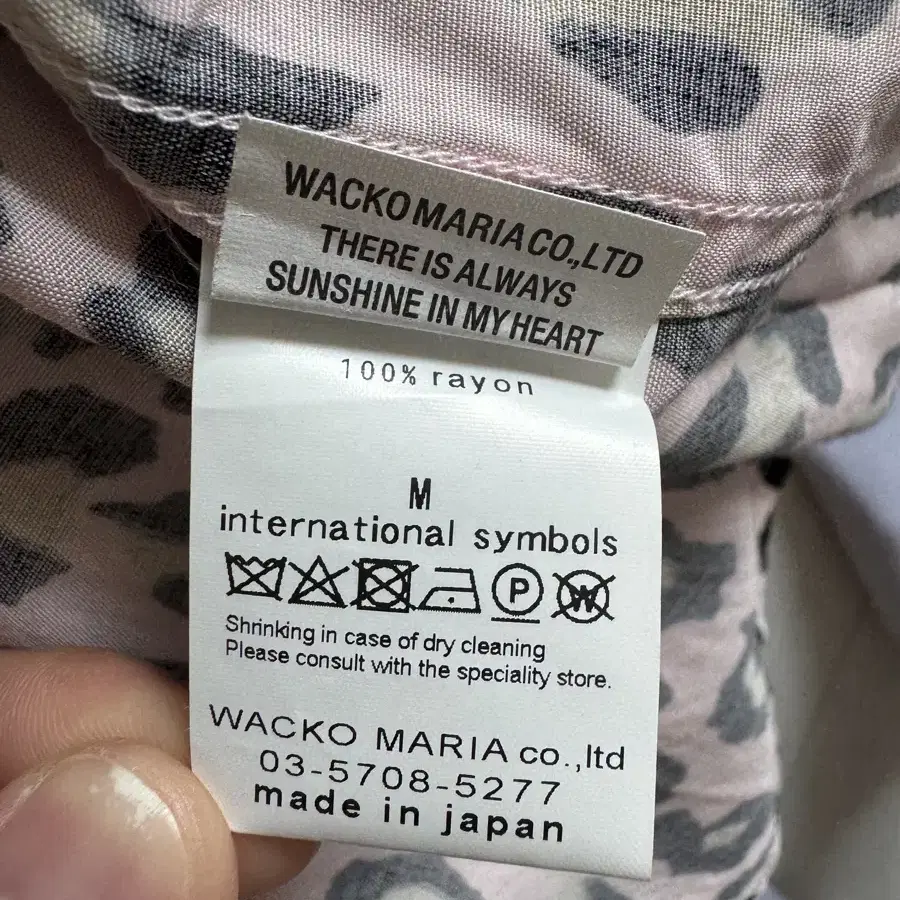 WACKO MARIA CO.,LTD
THERE IS ALWAYS
SUNSHINE IN MY HEART
100% rayon
M
international symbols
P W
Shrinking in case of dry cleaning
Please consult with the speciality store.
WACKO MARIA co.,ltd
03-5708-5277
made in japan